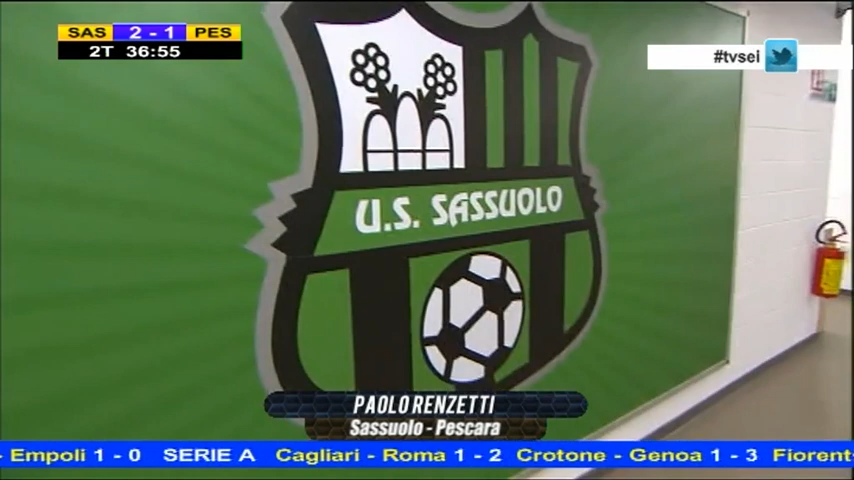 SAS 2 - 1 PES
2T 36:55
#tvsei
U.S. SASSUOLO
PAOLO RENZETTI
Sassuolo - Pescara
- Empoli 1 - 0 SERIE A Cagliari - Roma 1 - 2 Crotone - Genoa 1 - 3 Fiorent